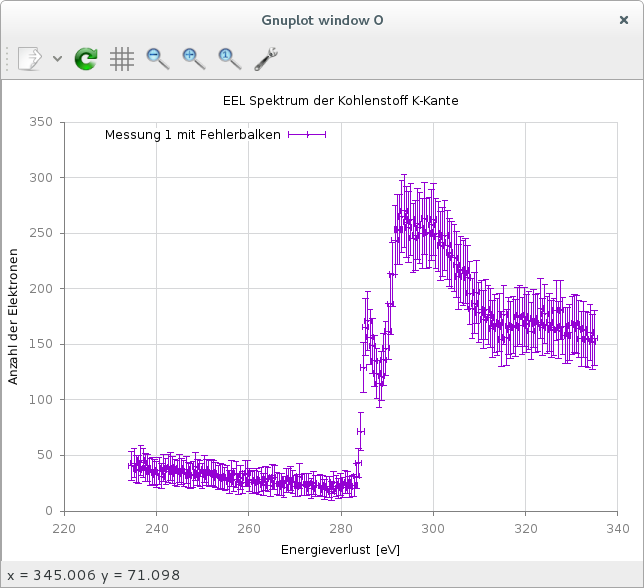 Gnuplot window 0
EEL Spektrum der Kohlenstoff K-Kante
Messung 1 mit Fehlerbalken
350
300
250
200
150
100
50
0
Anzahl der Elektronen
220 240 260 280 300 320 340
Energieverlust [eV]
x = 345.006 y = 71.098